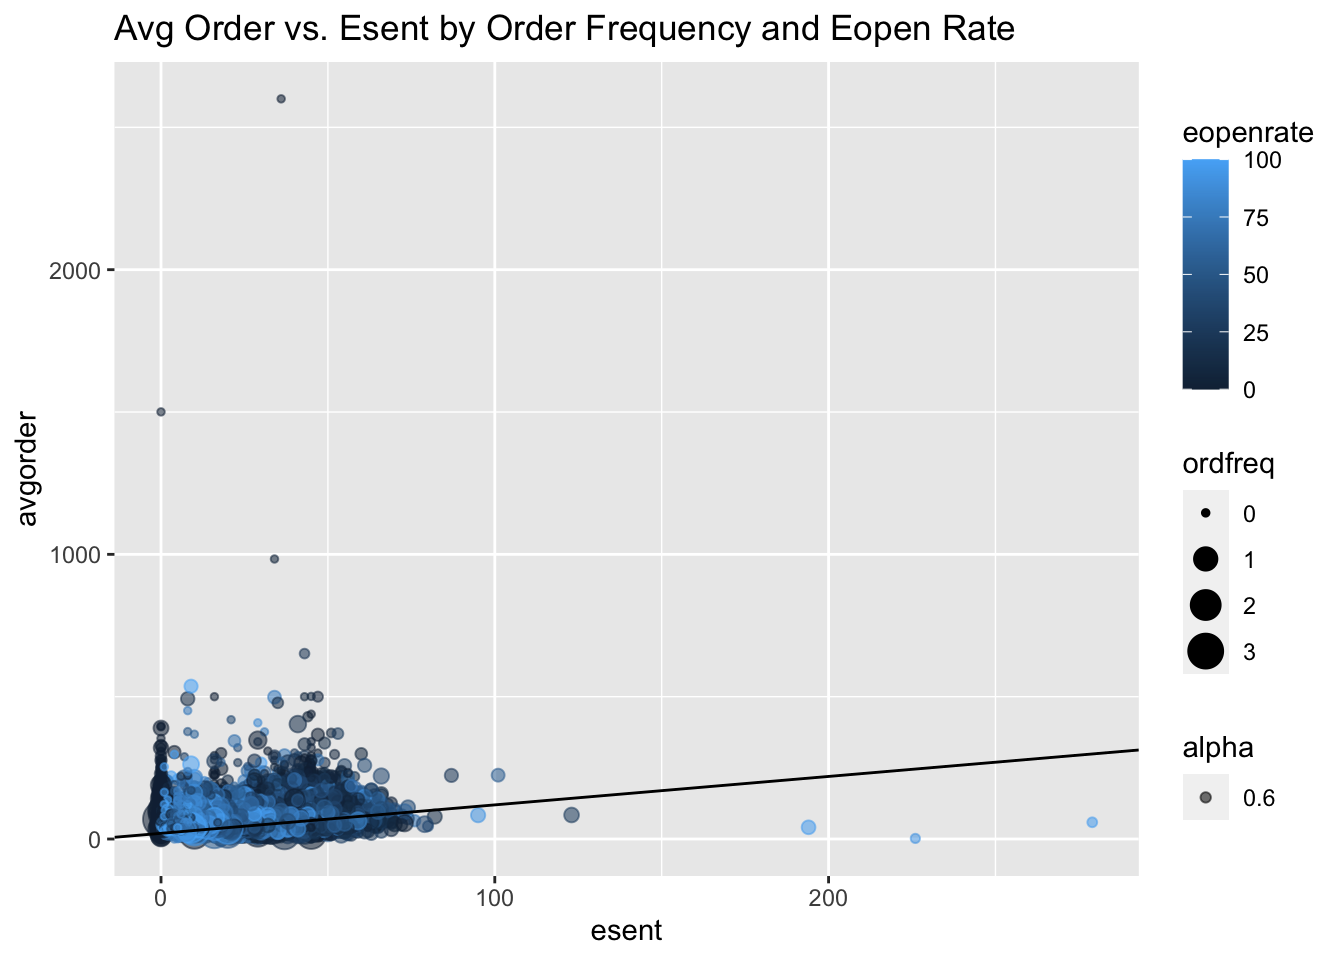 Avg Order vs. Esent by Order Frequency and Eopen Rate
avgorder
2000
1000
0
0
100
200
esent
eopenrate
100
75
50
25
0
ordfreq
0
1
2
3
alpha
0.6